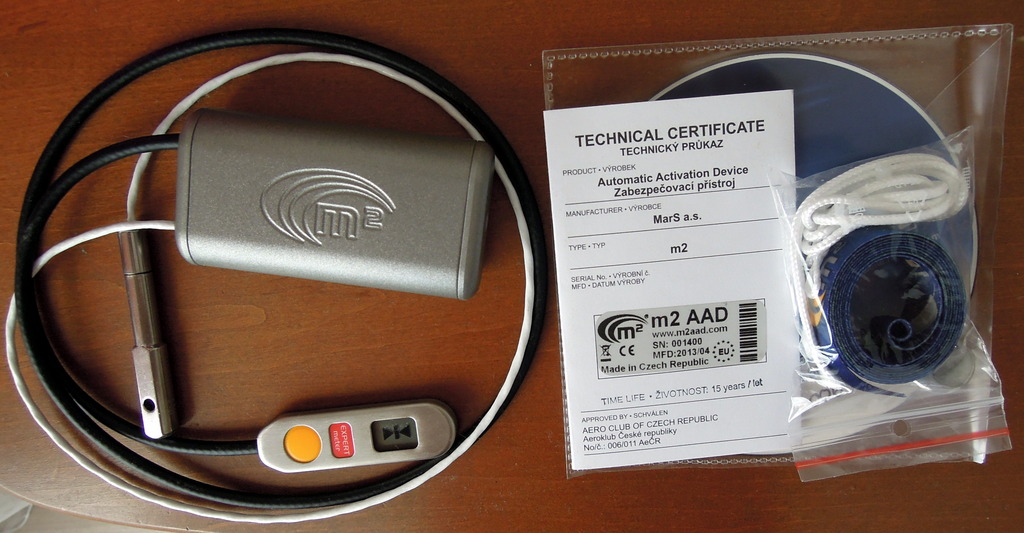 m²
EXPERT
meter
TECHNICAL CERTIFICATE
TECHNICKÝ PRŮKAZ
PRODUCT • VÝROBEK
Automatic Activation Device
Zabezpečovací přístroj
MANUFACTURER • VÝROBCE
MarS a.s.
TYPE • TYP
m2
SERIAL No. • VÝROBNÍ č.
MFD • DATUM VÝROBY
m² m2 AAD
www.m2aad.com
SN: 001400
CE MFD:2013/04 EU
Made in Czech Republic
TIME LIFE • ŽIVOTNOST: 15 years / let
APPROVED BY • SCHVÁLEN
AERO CLUB OF CZECH REPUBLIC
Aeroklub České republiky
No/č.: 006/011 AeČR